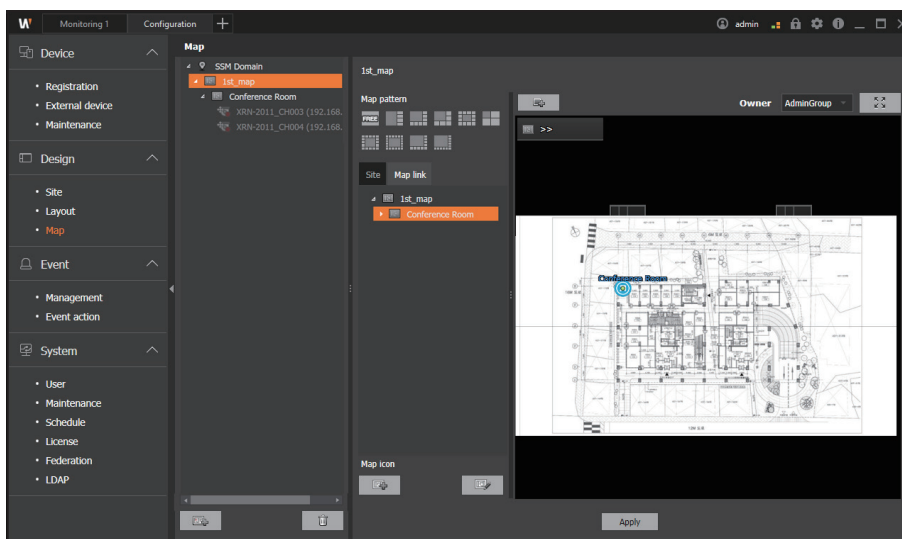 W Monitoring 1 Configuration + admin
Device
Registration
External device
Maintenance
Design
Site
Layout
Map
Event
Management
Event action
System
User
Maintenance
Schedule
License
Federation
LDAP
Map
SSM Domain
1st_map
Conference Room
XRN-2011_CH003 (192.168.
XRN-2011_CH004 (192.168.
1st_map
Map pattern
FREE
Site Map link
1st_map
Conference Room
Map icon
Owner AdminGroup
>>
Conference Room
Apply